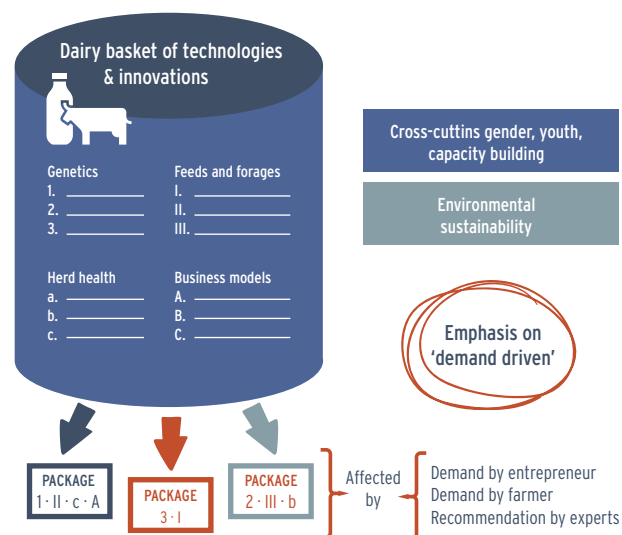 Dairy basket of technologies
& innovations
Genetics
1.
2.
3.
Feeds and forages
I.
II.
III.
Herd health
a.
b.
c.
Business models
A.
B.
C.
Cross-cuttins gender, youth,
capacity building
Environmental
sustainability
Emphasis on
‘demand driven’
PACKAGE
1 · II · c · A
PACKAGE
3 · I
PACKAGE
2 · III · b
Affected
by
Demand by entrepreneur
Demand by farmer
Recommendation by experts